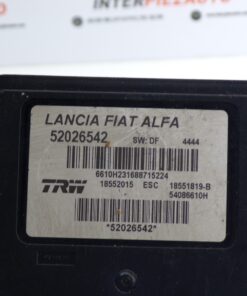 INTERPIEZAUTO
LANCIA FIAT ALFA
52026542 SW: DF 4444
6610H231688715224
TRW 18552015 ESC 18551819-B
54086610H
*52026542*